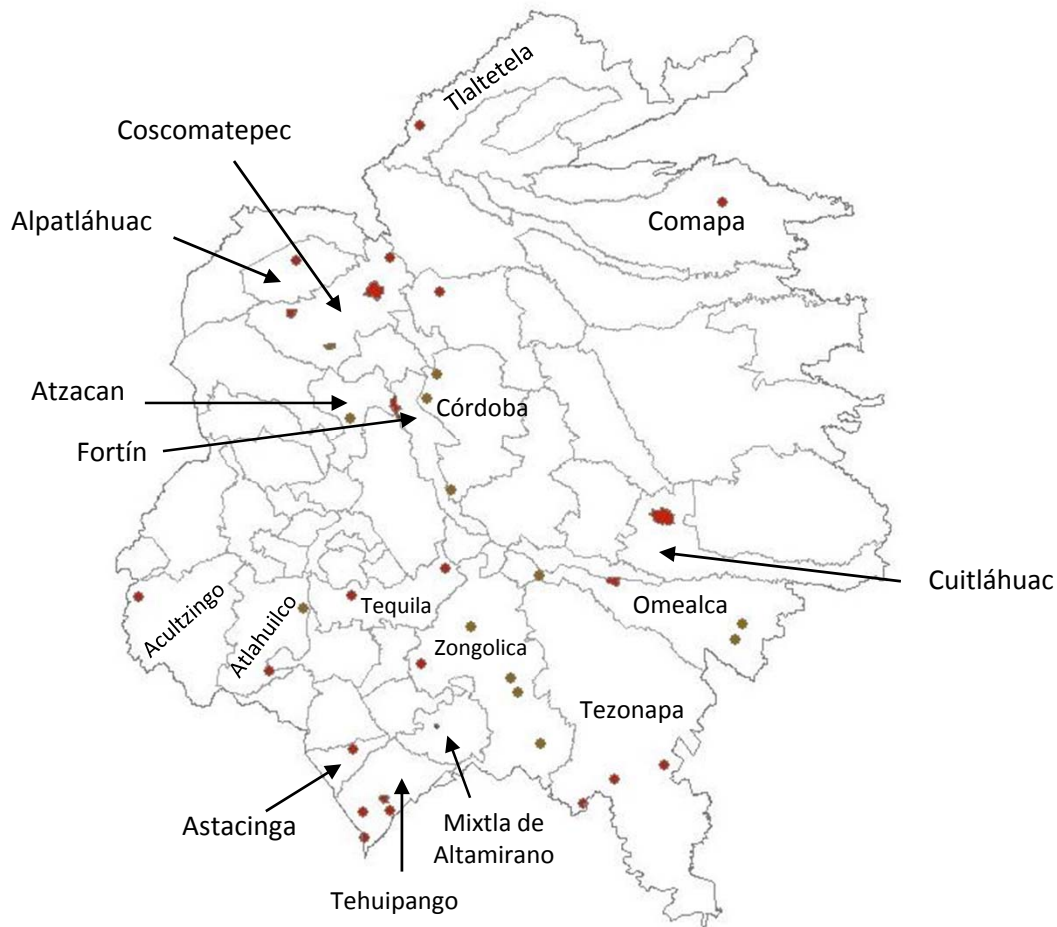 Tlaltetela
Coscomatepec
Alpatláhuac
Comapa
Atzacan
Córdoba
Fortín
Cuitláhuac
Acultzingo
Atlahuilco
Tequila
Omealca
Zongolica
Tezonapa
Astacinga
Mixtla de
Altamirano
Tehuipango